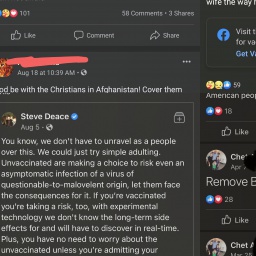 101
58 Comments • 3 Shares
Like
Comment
Share
Aug 18 at 10:39 AM •
be with the Christians in Afghanistan! Cover them
Steve Deace
Aug 5 •
You know, we don't have to unravel as a people
over this. We could just try simple adulting.
Unvaccinated are making a choice to risk even an
asymptomatic infection of a virus of
questionable-to-malovelent origin, let them face
the consequences for it. If you're vaccinated
you're taking a risk, too, with experimental
technology we don't know the long-term side
effects for and will have to discover in real-time.
Plus, you have no need to worry about the
unvaccinated unless you're admitting your
wife the way
Visit t
for va
Get Va
59
American peop
18
Like
Chet
Apr
Remove B
28
Like
Chet A